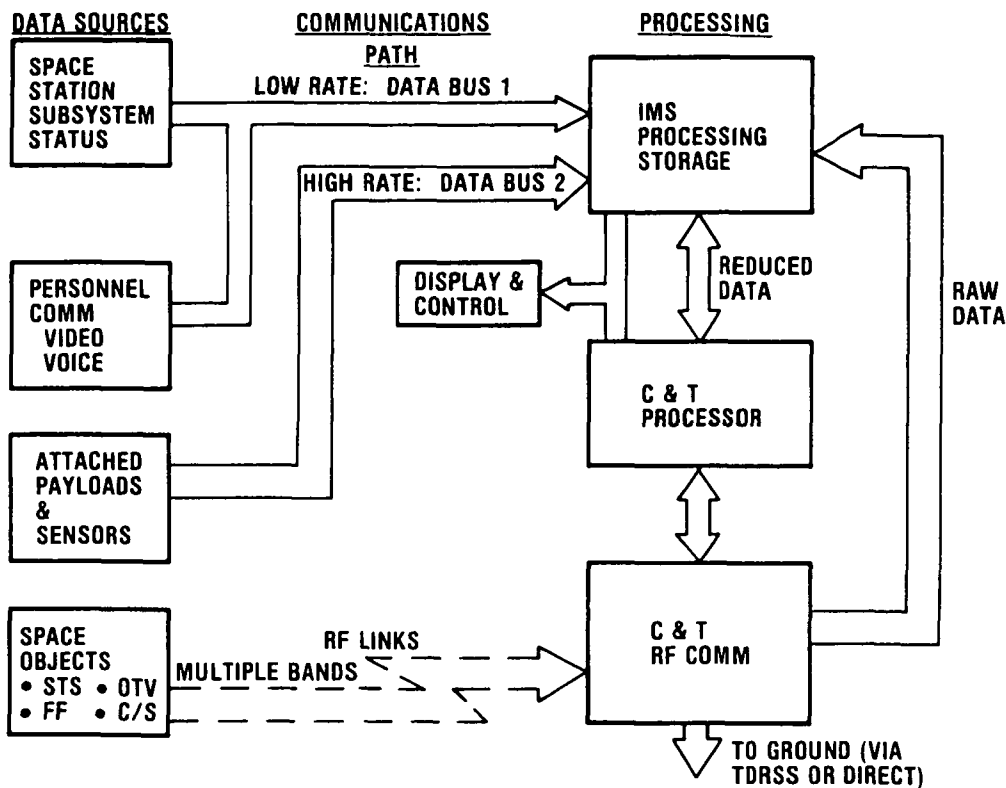 DATA SOURCES
COMMUNICATIONS
PATH
PROCESSING
SPACE
STATION
SUBSYSTEM
STATUS
LOW RATE: DATA BUS 1
IMS
PROCESSING
STORAGE
HIGH RATE: DATA BUS 2
PERSONNEL
COMM
VIDEO
VOICE
DISPLAY &
CONTROL
REDUCED
DATA
RAW
DATA
C & T
PROCESSOR
ATTACHED
PAYLOADS
&
SENSORS
SPACE
OBJECTS
• STS • OTV
• FF • C/S
RF LINKS
MULTIPLE BANDS
C & T
RF COMM
TO GROUND (VIA
TDRSS OR DIRECT)